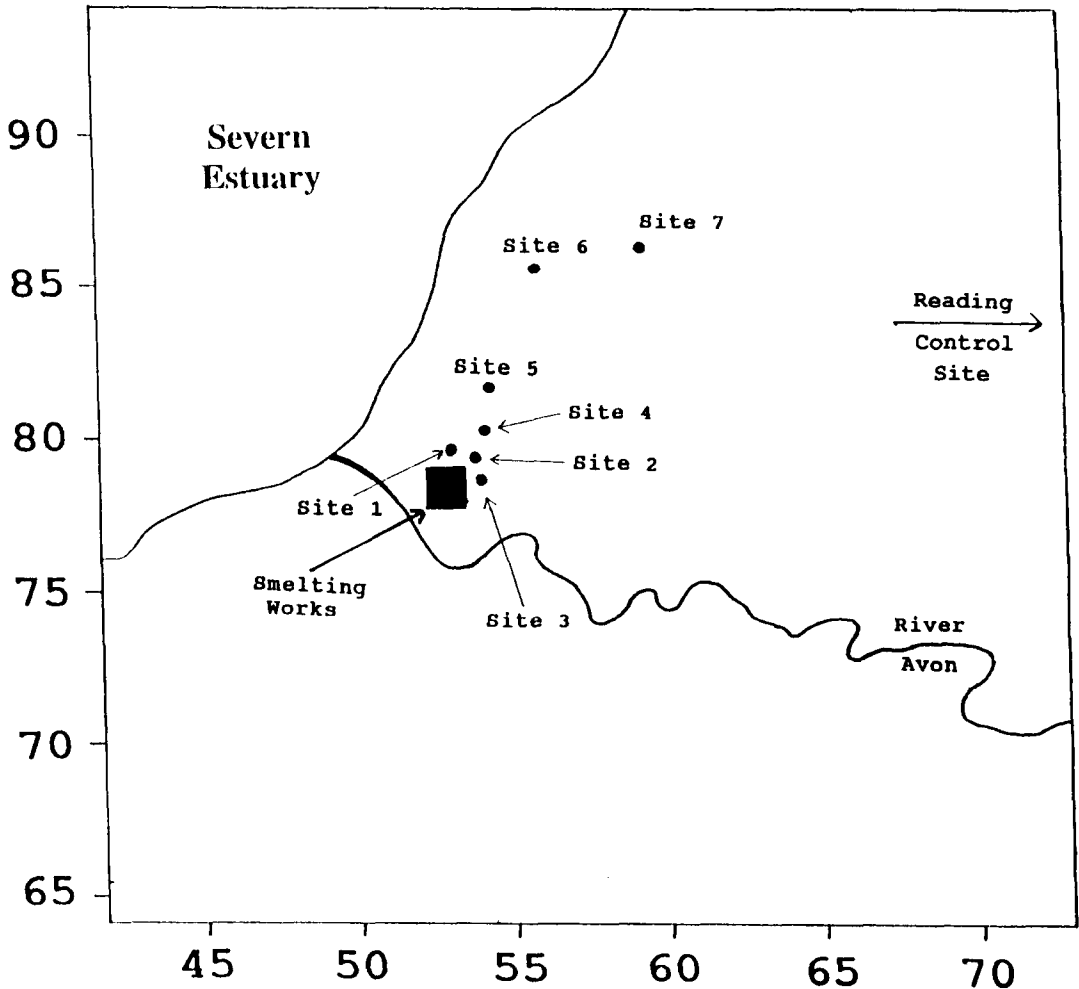 90
Severn
Estuary
Site 7
Site 6
85
Reading
Control
Site
Site 5
Site 4
80
Site 2
Site 1
75
Smelting
Works
Site 3
River
Avon
70
65
45 50 55 60 65 70